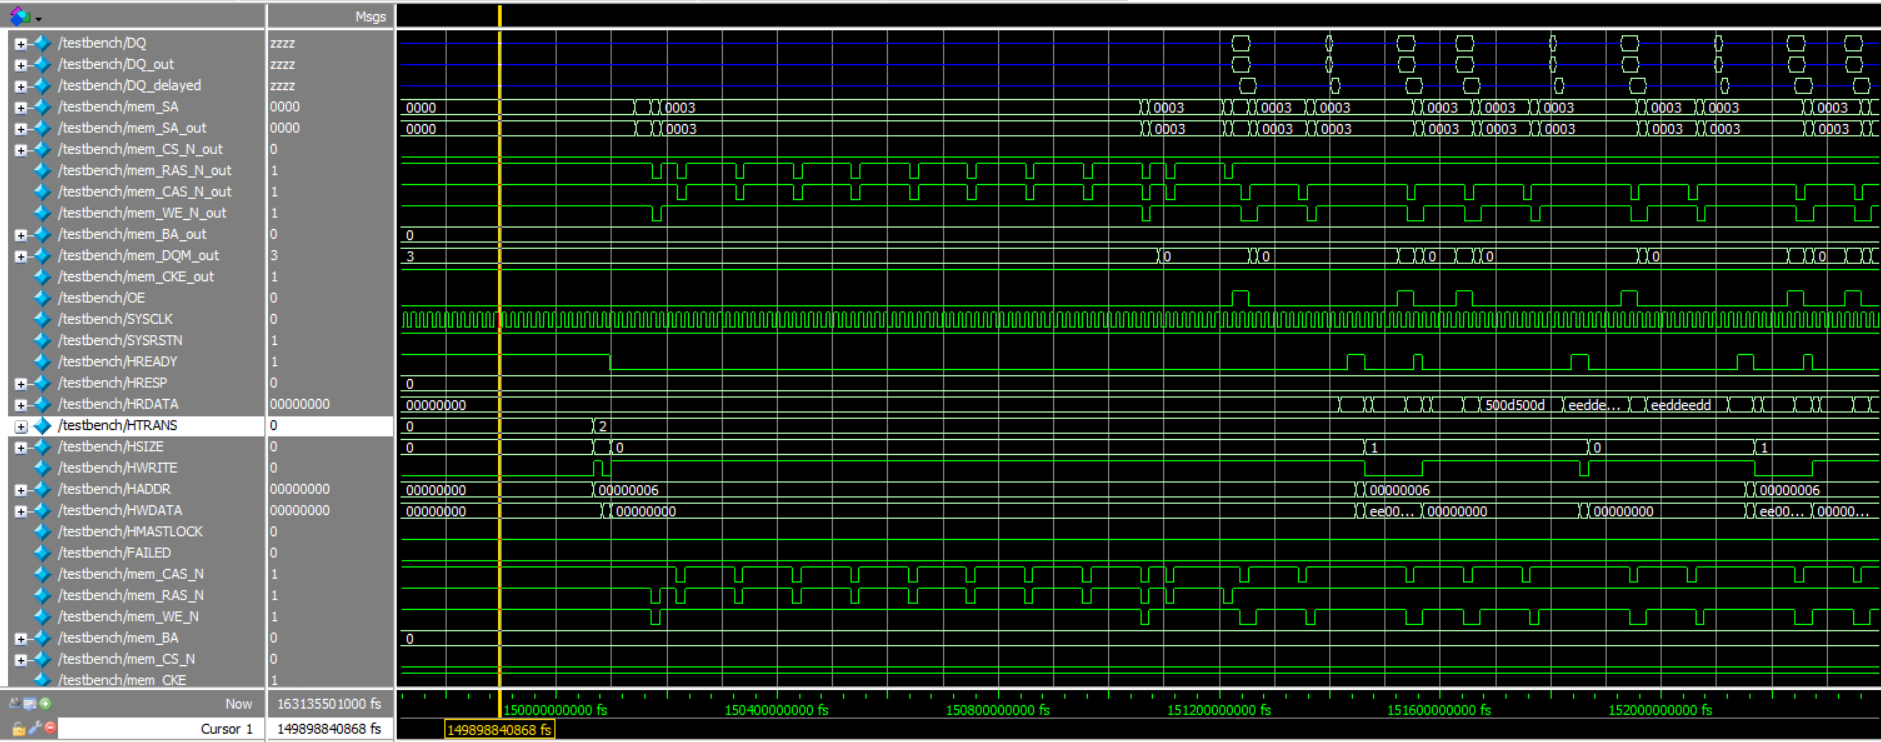 Msgs
/testbench/DQ zzzz
/testbench/DQ_out zzzz
/testbench/DQ_delayed zzzz
/testbench/mem_SA 0000 0000 0003 0003 0003 0003 0003 0003 0003 0003 0003 0003
/testbench/mem_SA_out 0000 0000 0003 0003 0003 0003 0003 0003 0003 0003 0003 0003
/testbench/mem_CS_N_out 0
/testbench/mem_RAS_N_out 1
/testbench/mem_CAS_N_out 1
/testbench/mem_WE_N_out 1
/testbench/mem_BA_out 0 0
/testbench/mem_DQM_out 3 3 0 0 0 0 0 0
/testbench/mem_CKE_out 1
/testbench/OE 0
/testbench/SYSCLK 0
/testbench/SYSRSTN 1
/testbench/HREADY 1
/testbench/HRESP 0 0
/testbench/HRDATA 00000000 00000000 500d500d eedde... eeddeedd
/testbench/HTRANS 0 0 2
/testbench/HSIZE 0 0 0 1 0 1
/testbench/HWRITE 0
/testbench/HADDR 00000000 00000000 00000006 00000006 00000006
/testbench/HWDATA 00000000 00000000 00000000 ee00... 00000000 00000000 ee00... 00000...
/testbench/HMASTLOCK 0
/testbench/FAILED 0
/testbench/mem_CAS_N 1
/testbench/mem_RAS_N 1
/testbench/mem_WE_N 1
/testbench/mem_BA 0 0
/testbench/mem_CS_N 0
/testbench/mem_CKE 1
Now 163135501000 fs 150000000000 fs 150400000000 fs 150800000000 fs 151200000000 fs 151600000000 fs 152000000000 fs
Cursor 1 149898840868 fs 149898840868 fs